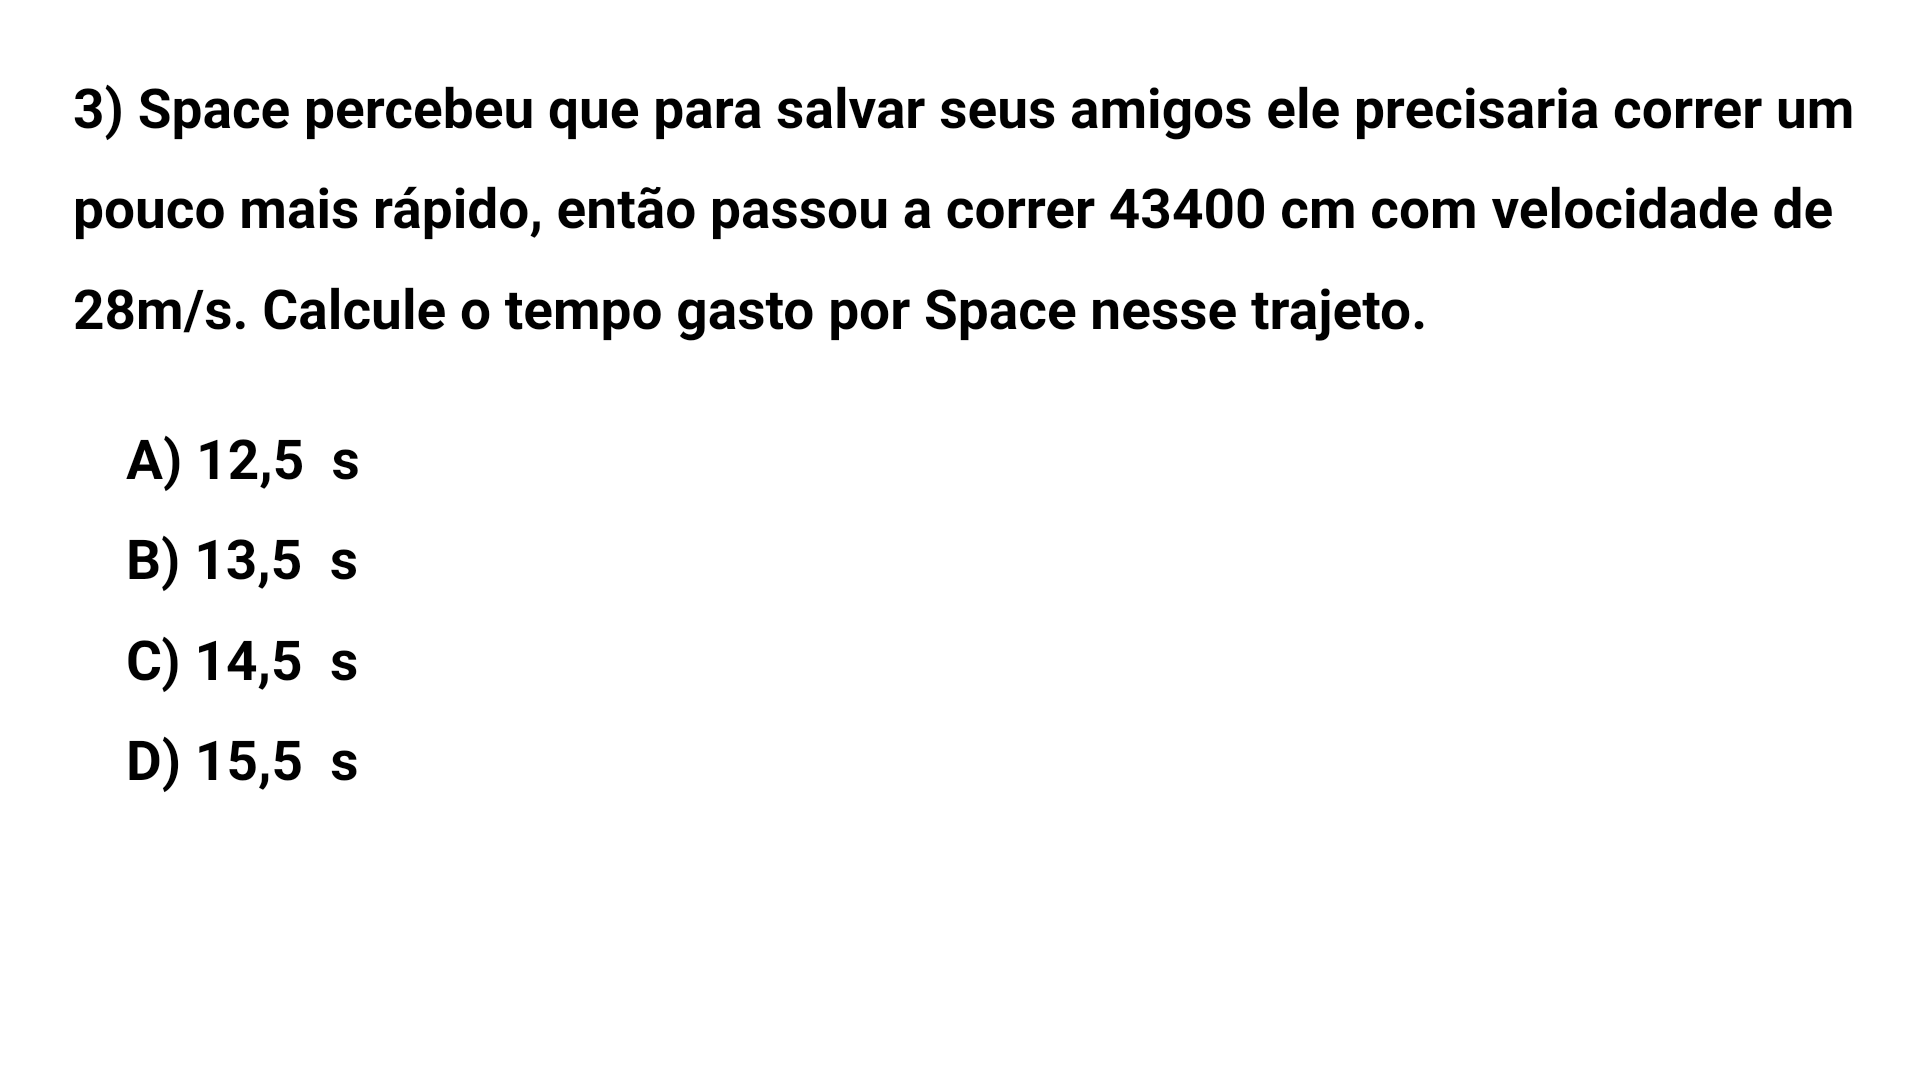 3) Space percebeu que para salvar seus amigos ele precisaria correr um
pouco mais rápido, então passou a correr 43400 cm com velocidade de
28m/s. Calcule o tempo gasto por Space nesse trajeto.
A) 12,5 s
B) 13,5 s
C) 14,5 s
D) 15,5 s